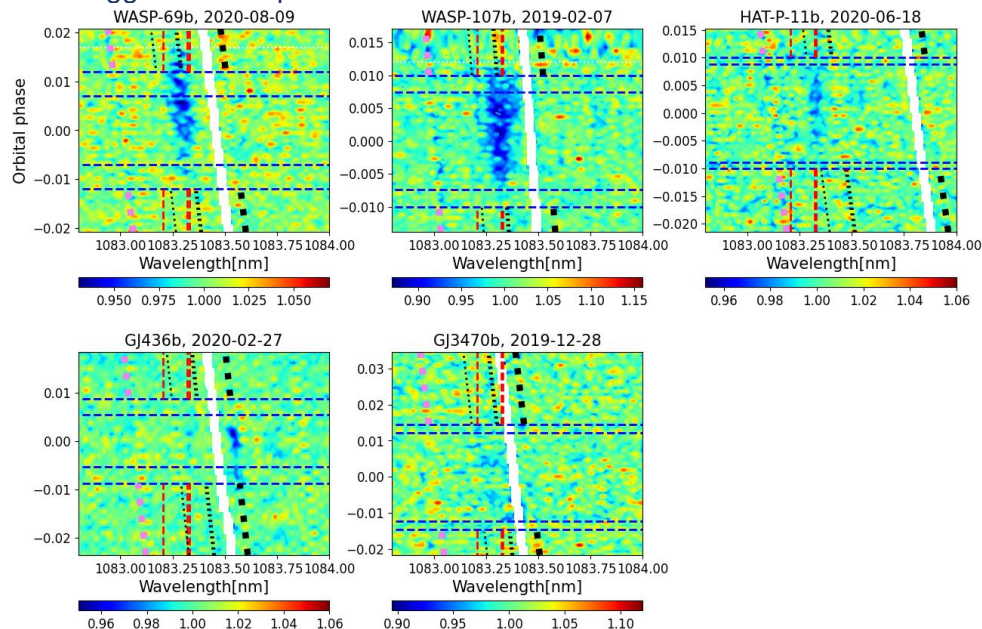 WASP-69b, 2020-08-09
WASP-107b, 2019-02-07
HAT-P-11b, 2020-06-18
Orbital phase
0.02
0.01
0.00
−0.01
−0.02
0.015
0.010
0.005
0.000
−0.005
−0.010
0.015
0.010
0.005
0.000
−0.005
−0.010
−0.015
−0.020
1083.00 1083.25 1083.50 1083.75 1084.00
1083.00 1083.25 1083.50 1083.75 1084.00
1083.00 1083.25 1083.50 1083.75 1084.00
Wavelength[nm]
Wavelength[nm]
Wavelength[nm]
0.950 0.975 1.000 1.025 1.050
0.90 0.95 1.00 1.05 1.10 1.15
0.96 0.98 1.00 1.02 1.04 1.06
GJ436b, 2020-02-27
GJ3470b, 2019-12-28
0.01
0.00
−0.01
−0.02
0.03
0.02
0.01
0.00
−0.01
−0.02
1083.00 1083.25 1083.50 1083.75 1084.00
1083.00 1083.25 1083.50 1083.75 1084.00
Wavelength[nm]
Wavelength[nm]
0.96 0.98 1.00 1.02 1.04 1.06
0.90 0.95 1.00 1.05 1.10